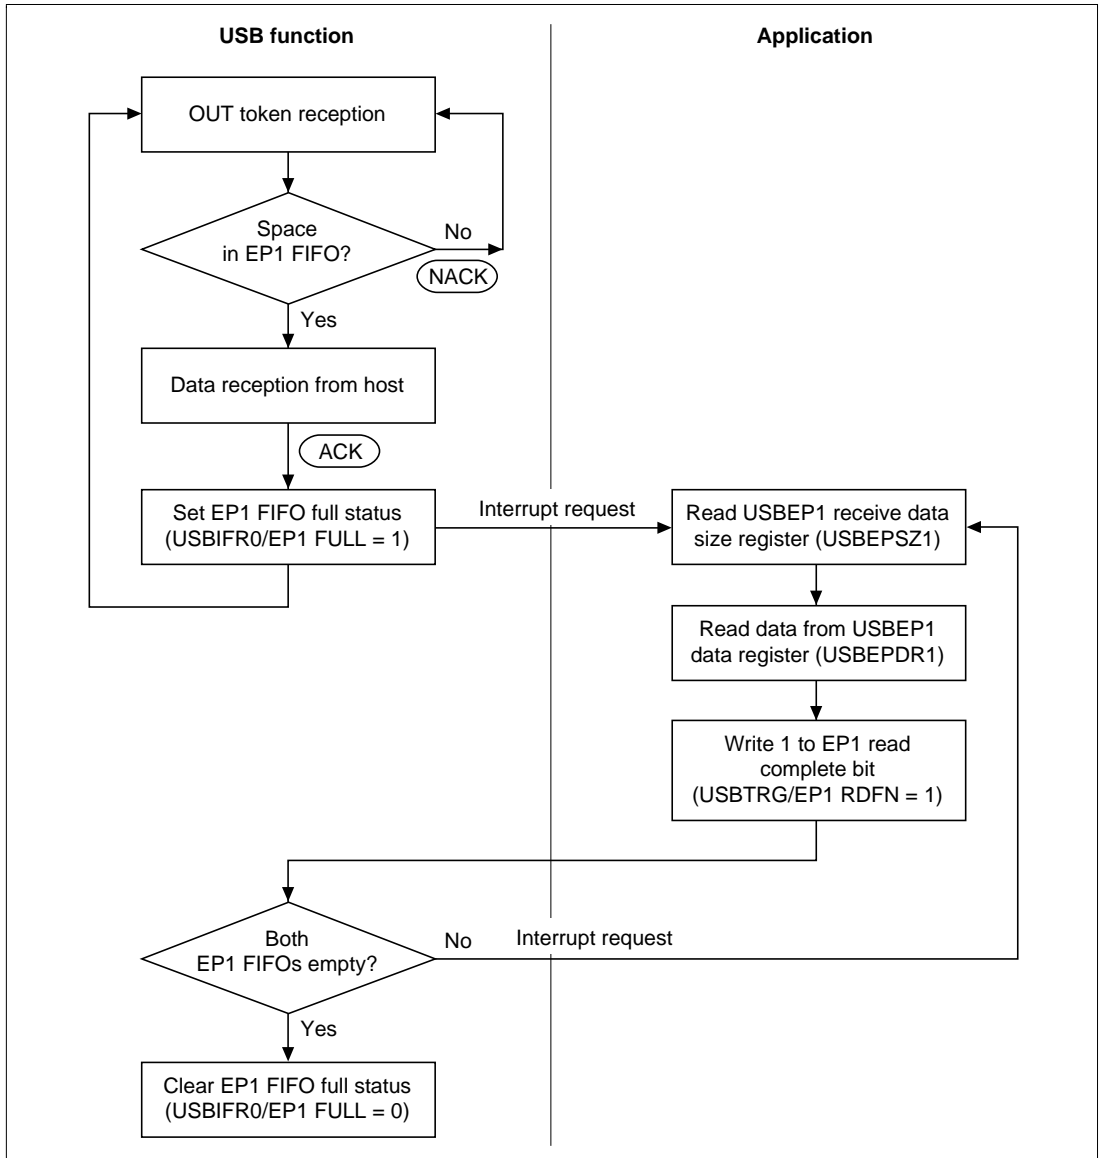 USB function
Application
OUT token reception
Space
in EP1 FIFO?
No
NACK
Yes
Data reception from host
ACK
Set EP1 FIFO full status
(USBIFR0/EP1 FULL = 1)
Interrupt request
Read USBEP1 receive data
size register (USBEPSZ1)
Read data from USBEP1
data register (USBEPDR1)
Write 1 to EP1 read
complete bit
(USBTRG/EP1 RDFN = 1)
Both
EP1 FIFOs empty?
No
Interrupt request
Yes
Clear EP1 FIFO full status
(USBIFR0/EP1 FULL = 0)